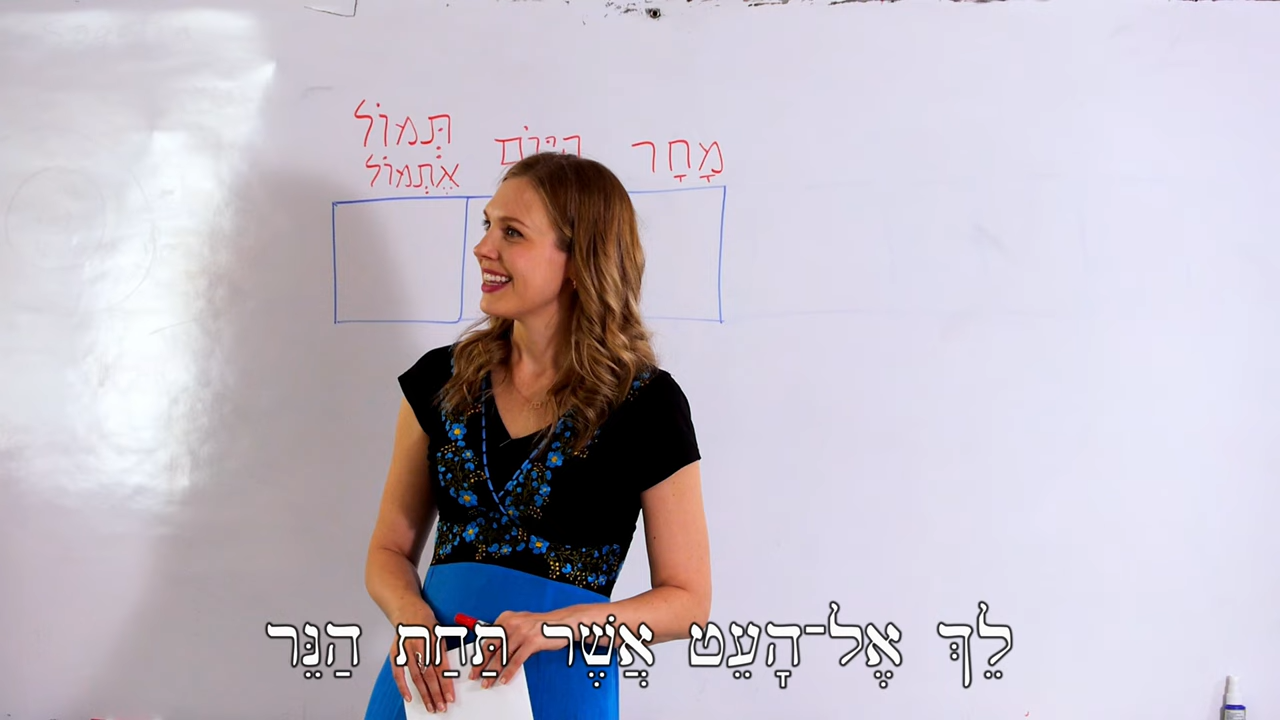 מָחָר הַיּוֹם תְּמוֹל
אֶתְמוֹל
לֵךְ אֶל־הָעֵט אֲשֶׁר תַּחַת הַנֵּר